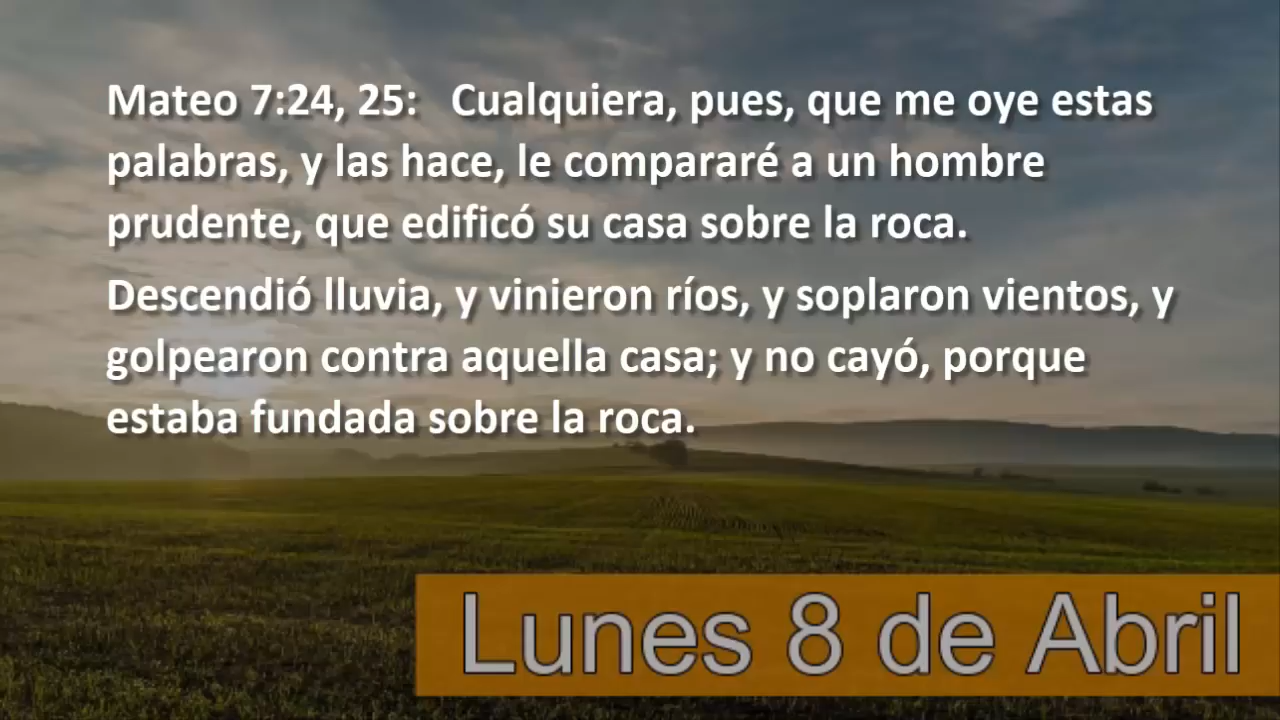 Mateo 7:24, 25: Cualquiera, pues, que me oye estas
palabras, y las hace, le compararé a un hombre
prudente, que edificó su casa sobre la roca.
Descendió lluvia, y vinieron ríos, y soplaron vientos, y
golpearon contra aquella casa; y no cayó, porque
estaba fundada sobre la roca.
Lunes 8 de Abril